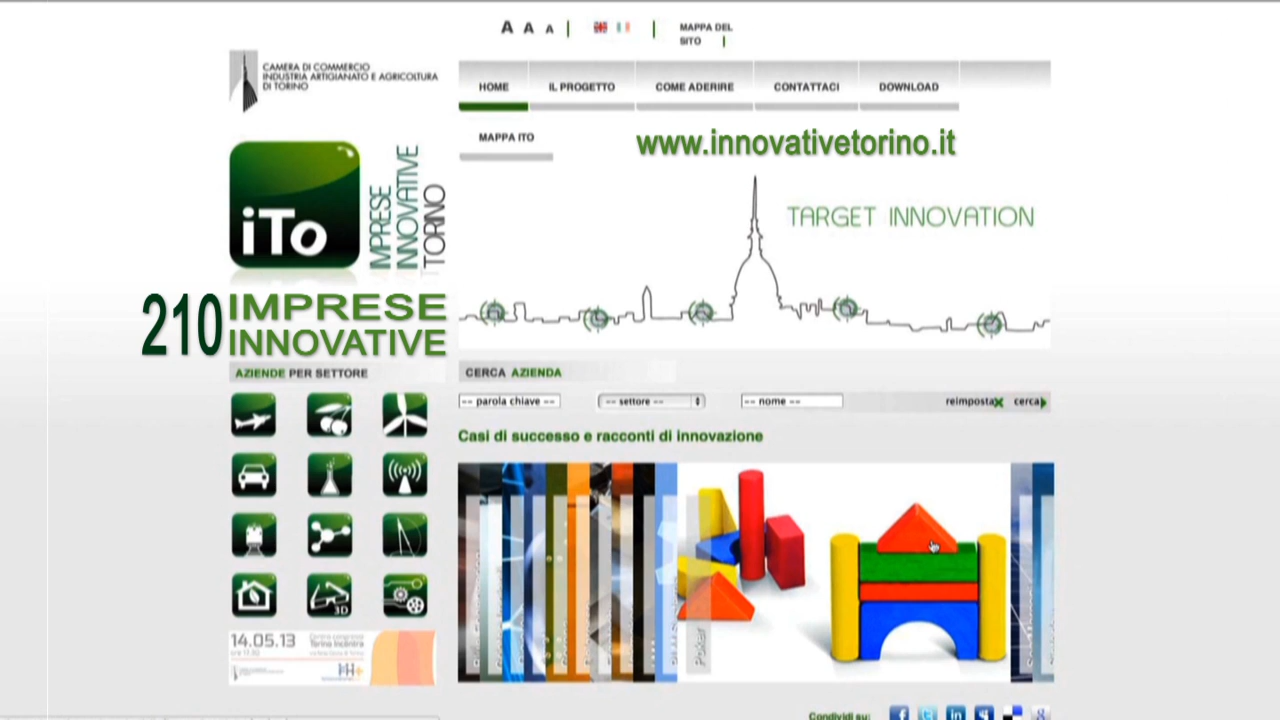 A A A
MAPPA DEL
SITO
CAMERA DI COMMERCIO
INDUSTRIA ARTIGIANATO E AGRICOLTURA
DI TORINO
HOME
IL PROGETTO
COME ADERIRE
CONTATTACI
DOWNLOAD
MAPPA ITO
www.innovativetorino.it
iTo
IMPRESE
INNOVATIVE
TORINO
TARGET INNOVATION
210 IMPRESE
INNOVATIVE
AZIENDE PER SETTORE
CERCA AZIENDA
-- parola chiave --
-- settore --
-- nome --
reimposta
cerca
Casi di successo e racconti di innovazione
3D
14.05.13
Torino Incontra
Condividi su: